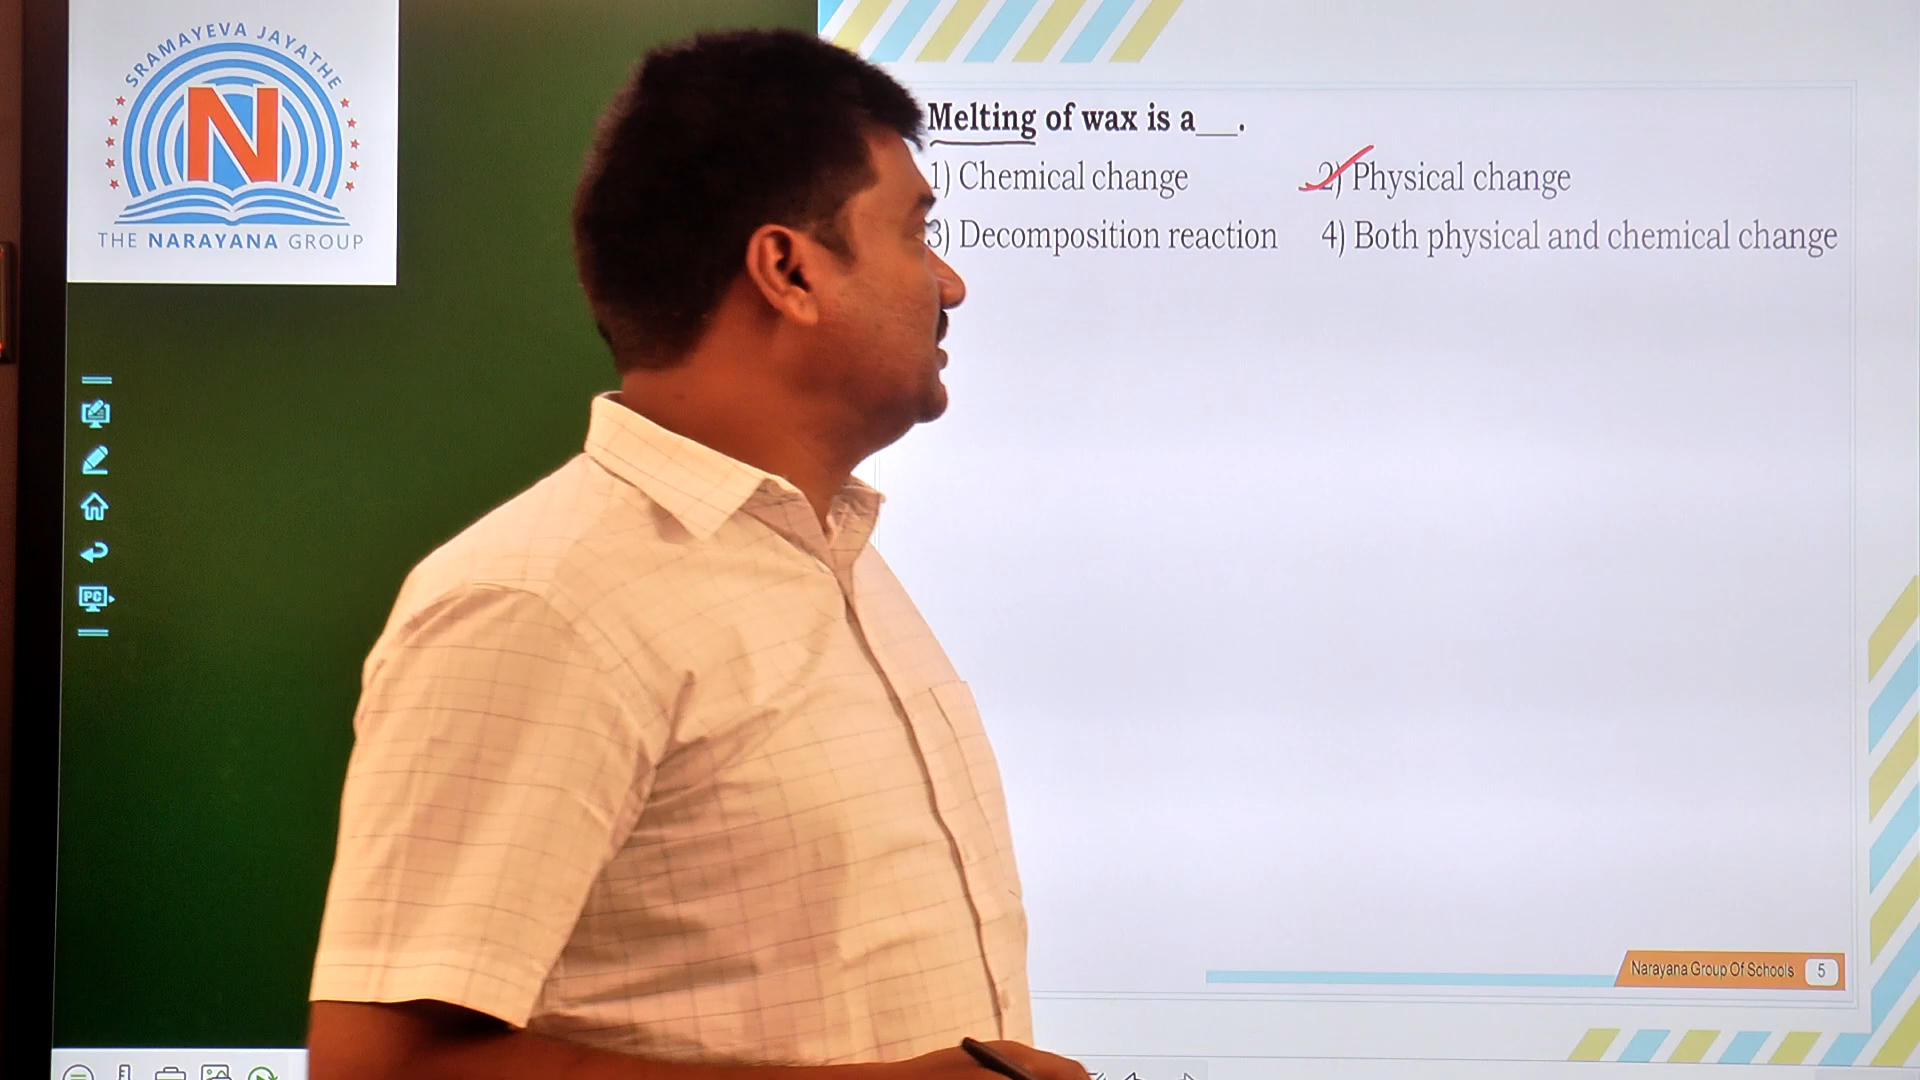 SRAMAYEVA JAYATHE
N
THE NARAYANA GROUP
Melting of wax is a___.
1) Chemical change
2) Physical change
3) Decomposition reaction
4) Both physical and chemical change
PC
Narayana Group Of Schools 5